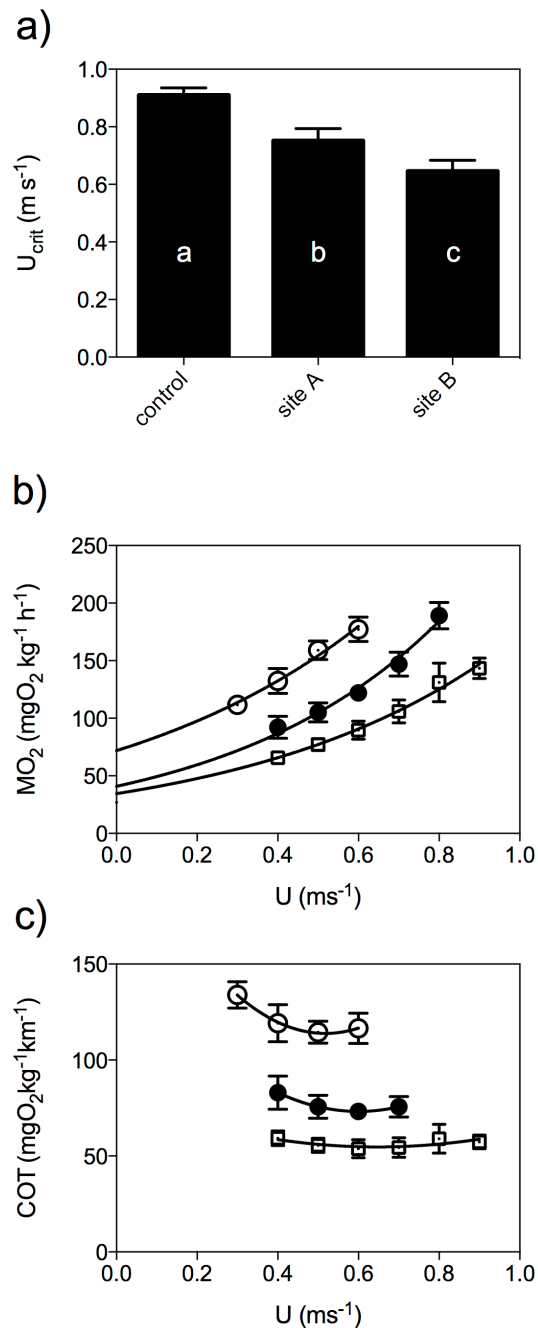 a)
1.0
0.8
0.6
0.4
0.2
0.0
U_crit (m s⁻¹)
a
b
c
control
site A
site B
b)
250
200
150
100
50
0
MO₂ (mgO₂ kg⁻¹ h⁻¹)
0.0 0.2 0.4 0.6 0.8 1.0
U (ms⁻¹)
c)
150
100
50
0
COT (mgO₂kg⁻¹km⁻¹)
0.0 0.2 0.4 0.6 0.8 1.0
U (ms⁻¹)